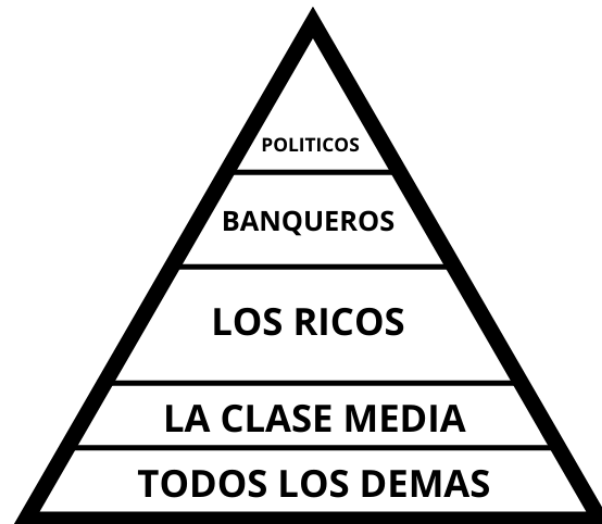 POLITICOS
BANQUEROS
LOS RICOS
LA CLASE MEDIA
TODOS LOS DEMAS